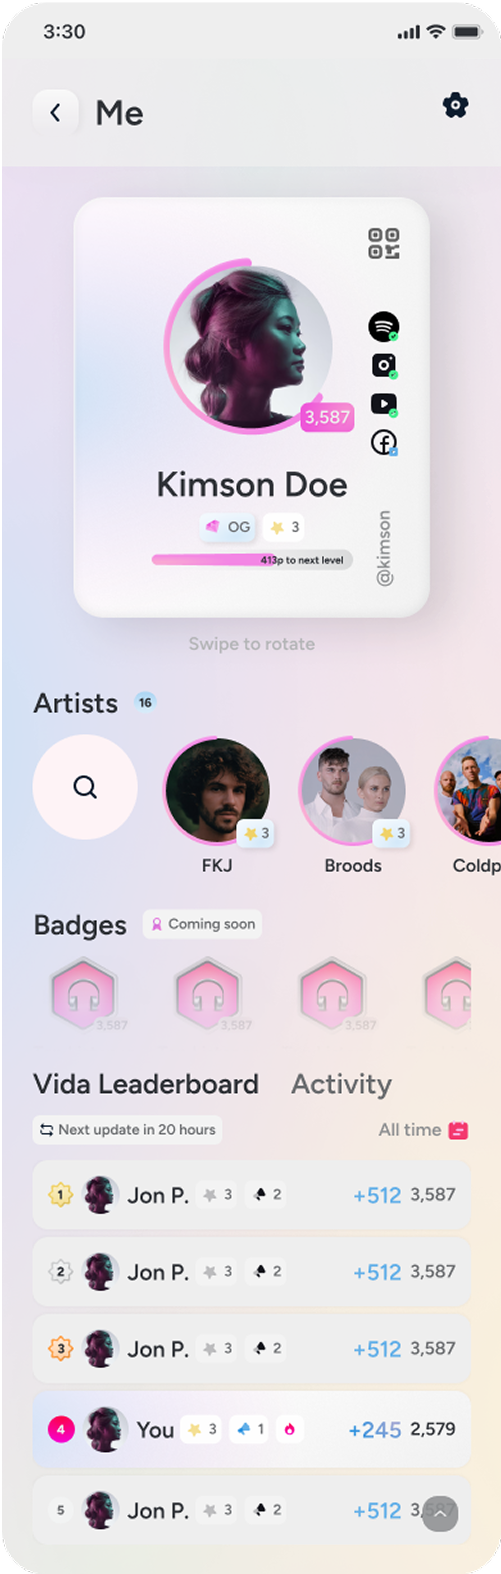 3:30
Me
3,587
Kimson Doe
OG 3
413p to next level
@kimson
Swipe to rotate
Artists 16
3 3
FKJ Broods Coldp
Badges Coming soon
3,587 3,587 3,587
Vida Leaderboard Activity
Next update in 20 hours All time
1 Jon P. 3 2 +512 3,587
2 Jon P. 3 2 +512 3,587
3 Jon P. 3 2 +512 3,587
4 You 3 1 +245 2,579
5 Jon P. 3 2 +512